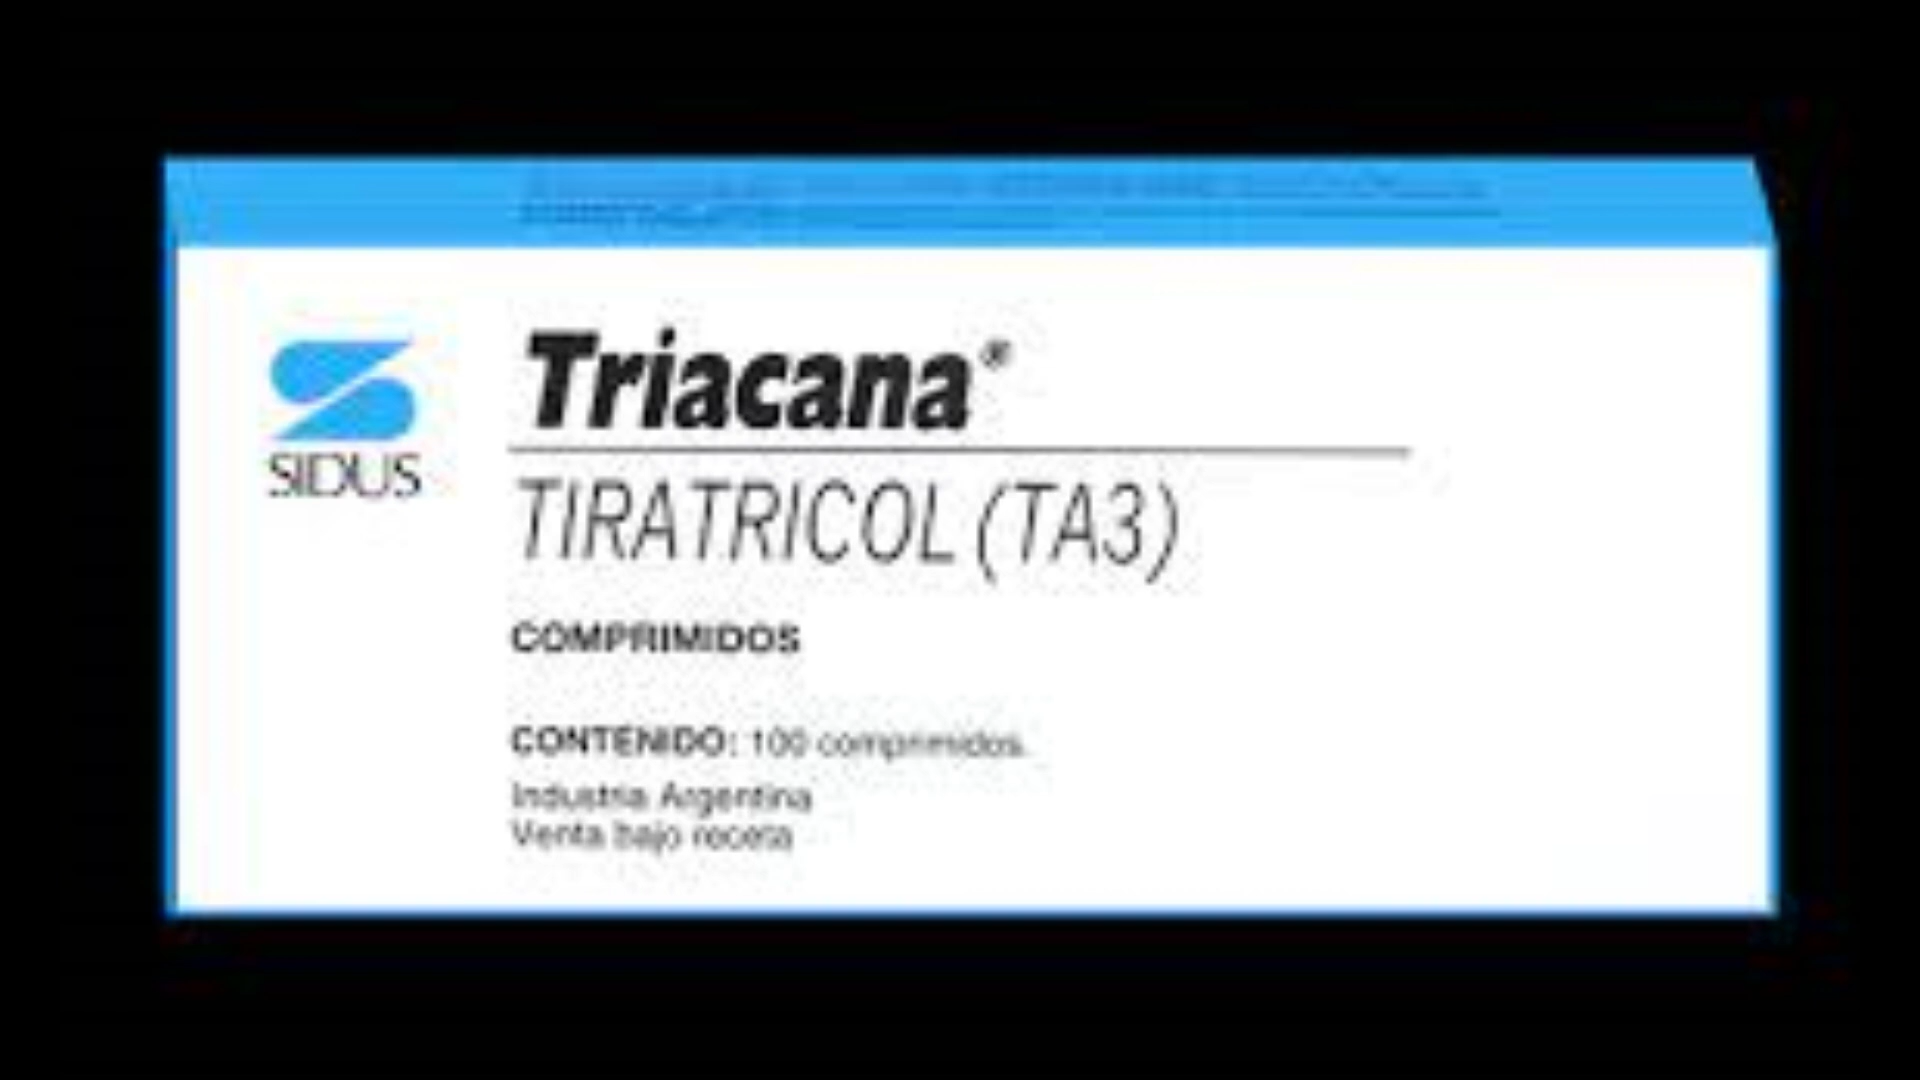 Triacana®
SIDUS
TIRATRICOL (TA3)
COMPRIMIDOS
CONTENIDO: 100 comprimidos.
Industria Argentina
Venta bajo receta